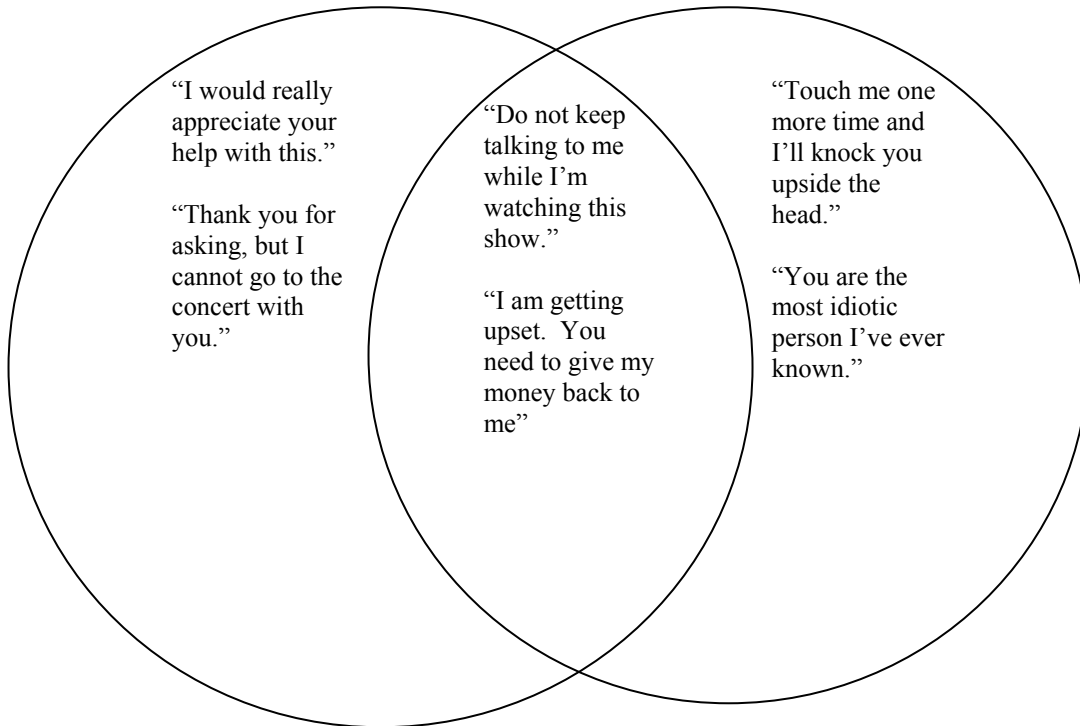 “I would really
appreciate your
help with this.”
“Thank you for
asking, but I
cannot go to the
concert with
you.”
“Do not keep
talking to me
while I’m
watching this
show.”
“I am getting
upset.  You
need to give my
money back to
me”
“Touch me one
more time and
I’ll knock you
upside the
head.”
“You are the
most idiotic
person I’ve ever
known.”